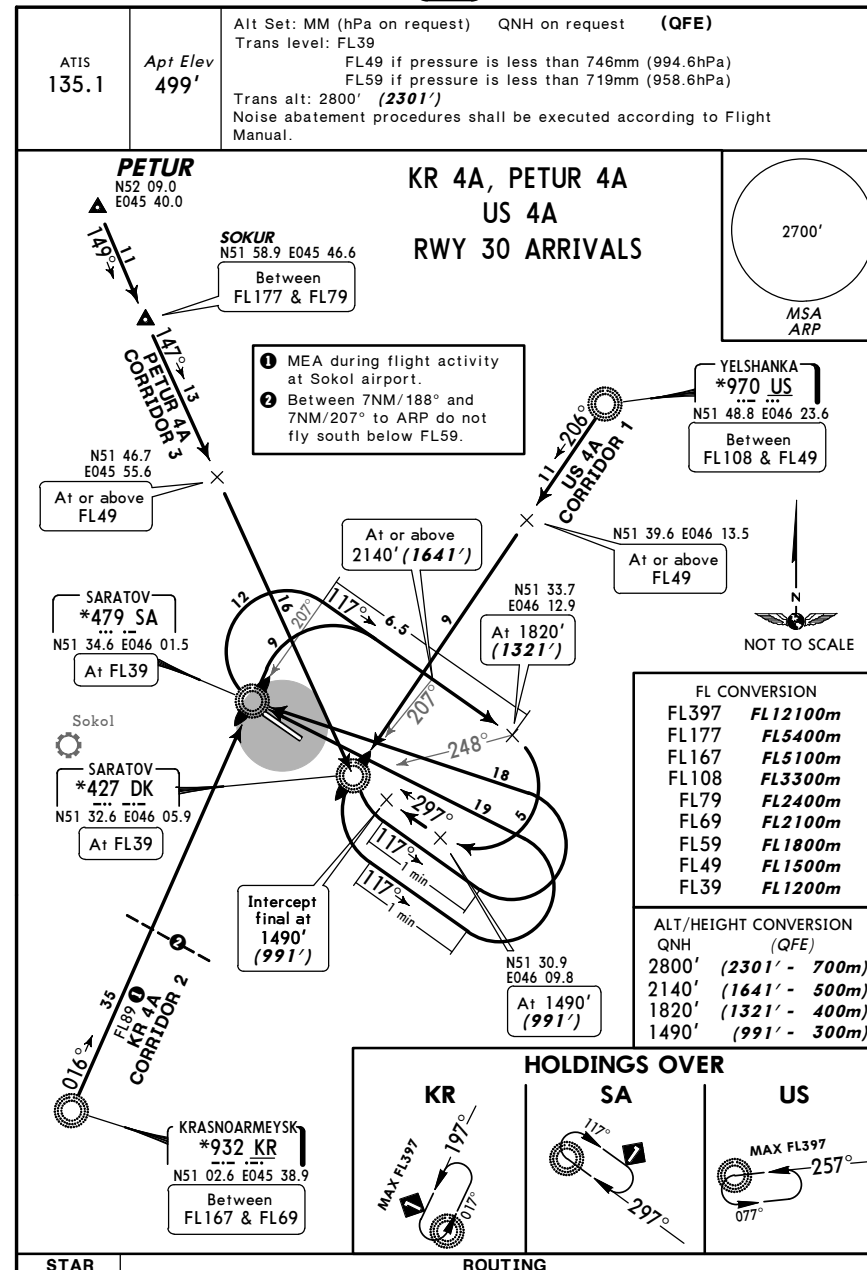 ATIS
135.1
Apt Elev
499'
Alt Set: MM (hPa on request) QNH on request (QFE)
Trans level: FL39
FL49 if pressure is less than 746mm (994.6hPa)
FL59 if pressure is less than 719mm (958.6hPa)
Trans alt: 2800' (2301')
Noise abatement procedures shall be executed according to Flight
Manual.
KR 4A, PETUR 4A
US 4A
RWY 30 ARRIVALS
2700'
MSA
ARP
PETUR
N52 09.0
E045 40.0
149°
11
SOKUR
N51 58.9 E045 46.6
Between
FL177 & FL79
147°
13
PETUR 4A
CORRIDOR 3
1 MEA during flight activity
at Sokol airport.
2 Between 7NM/188° and
7NM/207° to ARP do not
fly south below FL59.
YELSHANKA
*970 US
N51 48.8 E046 23.6
Between
FL108 & FL49
206°
11
US 4A
CORRIDOR 1
N51 46.7
E045 55.6
At or above
FL49
N51 39.6 E046 13.5
At or above
FL49
At or above
2140' (1641')
N51 33.7
E046 12.9
At 1820'
(1321')
N
NOT TO SCALE
SARATOV
*479 SA
N51 34.6 E046 01.5
At FL39
12
16
9
207°
117°
6.5
9
207°
248°
Sokol
SARATOV
*427 DK
N51 32.6 E046 05.9
At FL39
18
19
5
297°
117°
1 min
117°
1 min
Intercept
final at
1490'
(991')
N51 30.9
E046 09.8
At 1490'
(991')
2
35
FL89 1
KR 4A
CORRIDOR 2
016°
KRASNOARMEYSK
*932 KR
N51 02.6 E045 38.9
Between
FL167 & FL69
FL CONVERSION
FL397 FL12100m
FL177 FL5400m
FL167 FL5100m
FL108 FL3300m
FL79 FL2400m
FL69 FL2100m
FL59 FL1800m
FL49 FL1500m
FL39 FL1200m
ALT/HEIGHT CONVERSION
QNH (QFE)
2800' (2301' - 700m)
2140' (1641' - 500m)
1820' (1321' - 400m)
1490' (991' - 300m)
HOLDINGS OVER
KR
MAX FL397
197°
017°
SA
117°
297°
US
MAX FL397
257°
077°
STAR ROUTING